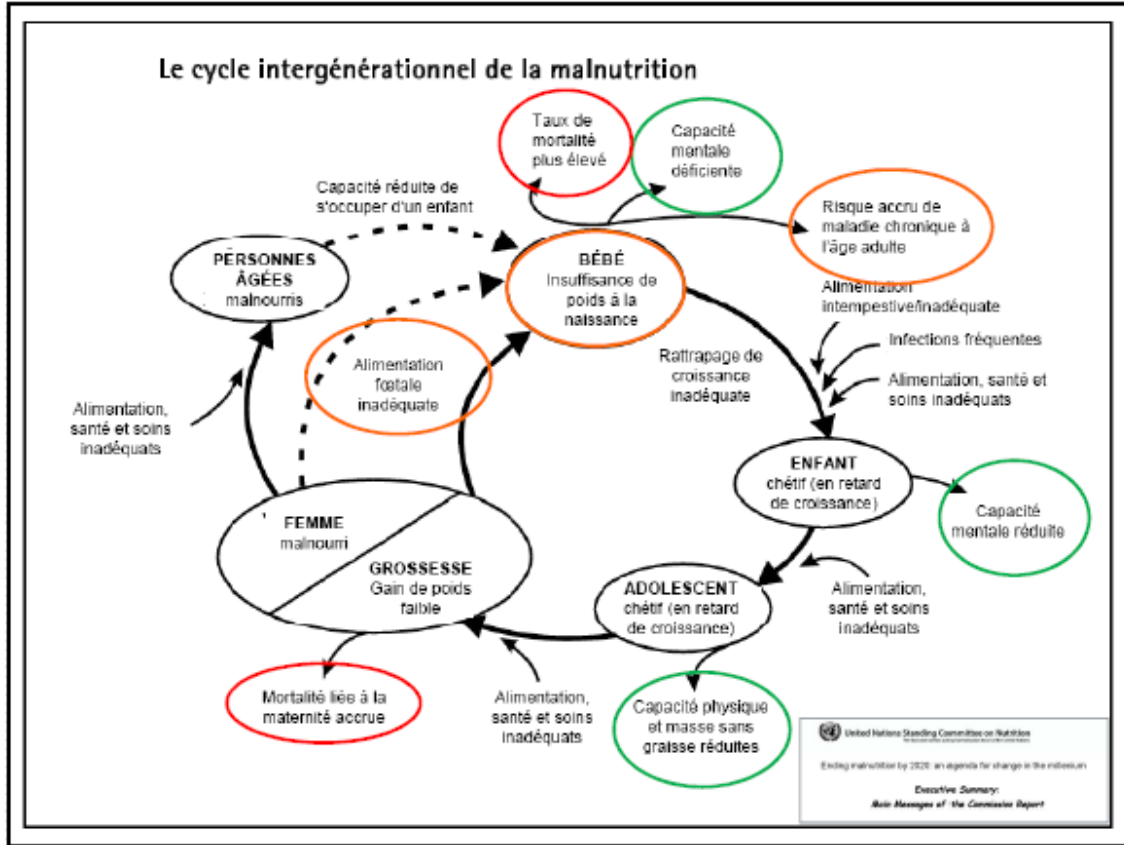 Le cycle intergénérationnel de la malnutrition
Taux de
mortalité
plus élevé
Capacité
mentale
déficiente
Capacité réduite de
s'occuper d'un enfant
Risque accru de
maladie chronique à
l'âge adulte
PERSONNES
ÂGÉES
malnourris
BÉBÉ
Insuffisance de
poids à la
naissance
Alimentation
intempestive/inadéquate
Infections fréquentes
Rattrapage de
croissance
inadéquate
Alimentation, santé et
soins inadéquats
Alimentation
fœtale
inadéquate
Alimentation,
santé et soins
inadéquats
ENFANT
chétif (en retard
de croissance)
Capacité
mentale réduite
FEMME
malnourri
GROSSESSE
Gain de poids
faible
ADOLESCENT
chétif (en retard
de croissance)
Alimentation,
santé et soins
inadéquats
Mortalité liée à la
maternité accrue
Alimentation,
santé et soins
inadéquats
Capacité physique
et masse sans
graisse réduites
United Nations Standing Committee on Nutrition
Ending malnutrition by 2020: an agenda for change in the millenium
Executive Summary:
Main Messages of the Commission Report